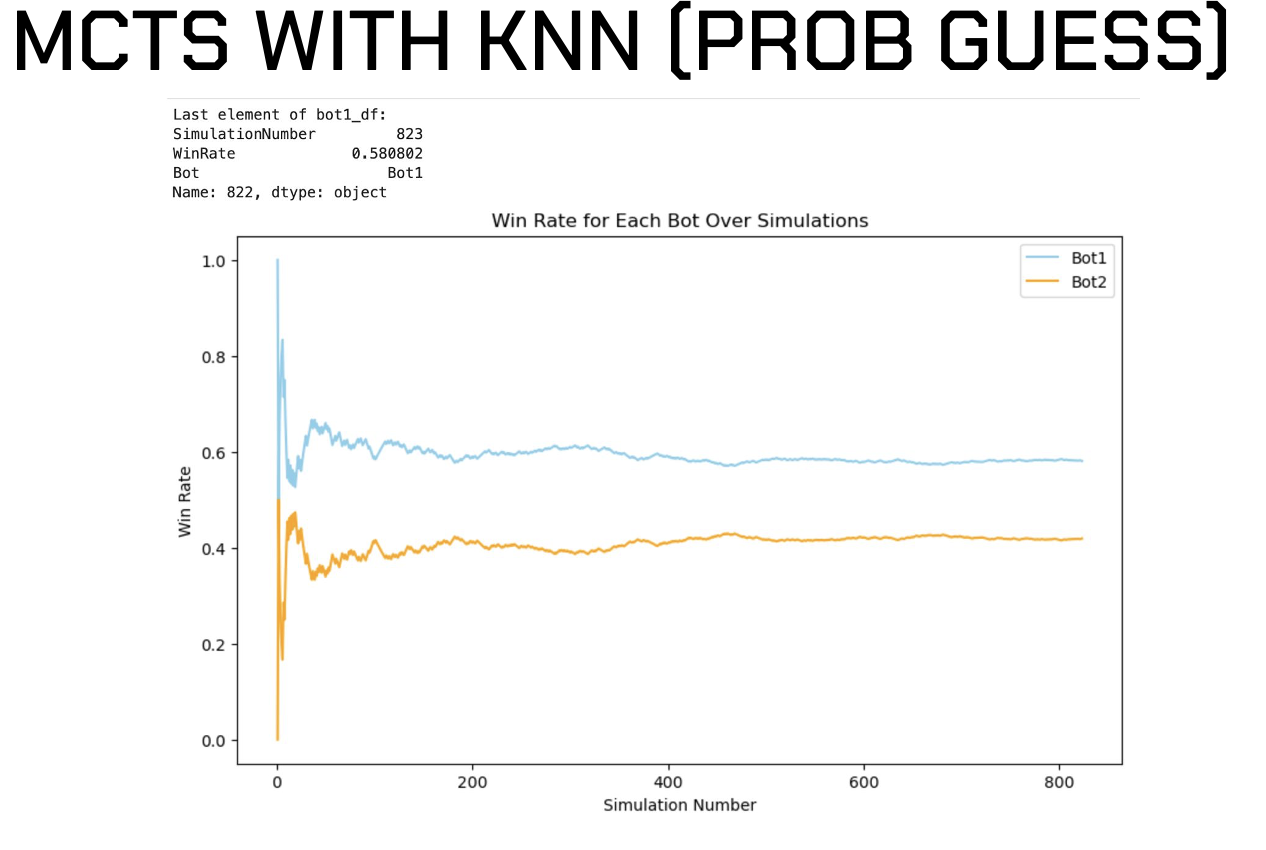 MCTS WITH KNN (PROB GUESS)
Last element of bot1_df:
SimulationNumber 823
WinRate 0.580802
Bot Bot1
Name: 822, dtype: object
Win Rate for Each Bot Over Simulations
Bot1
Bot2
1.0
0.8
0.6
0.4
0.2
0.0
Win Rate
0 200 400 600 800
Simulation Number